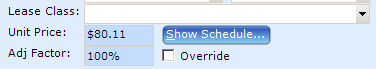 Lease Class:
Unit Price: $80.11 Show Schedule...
Adj Factor: 100% Override